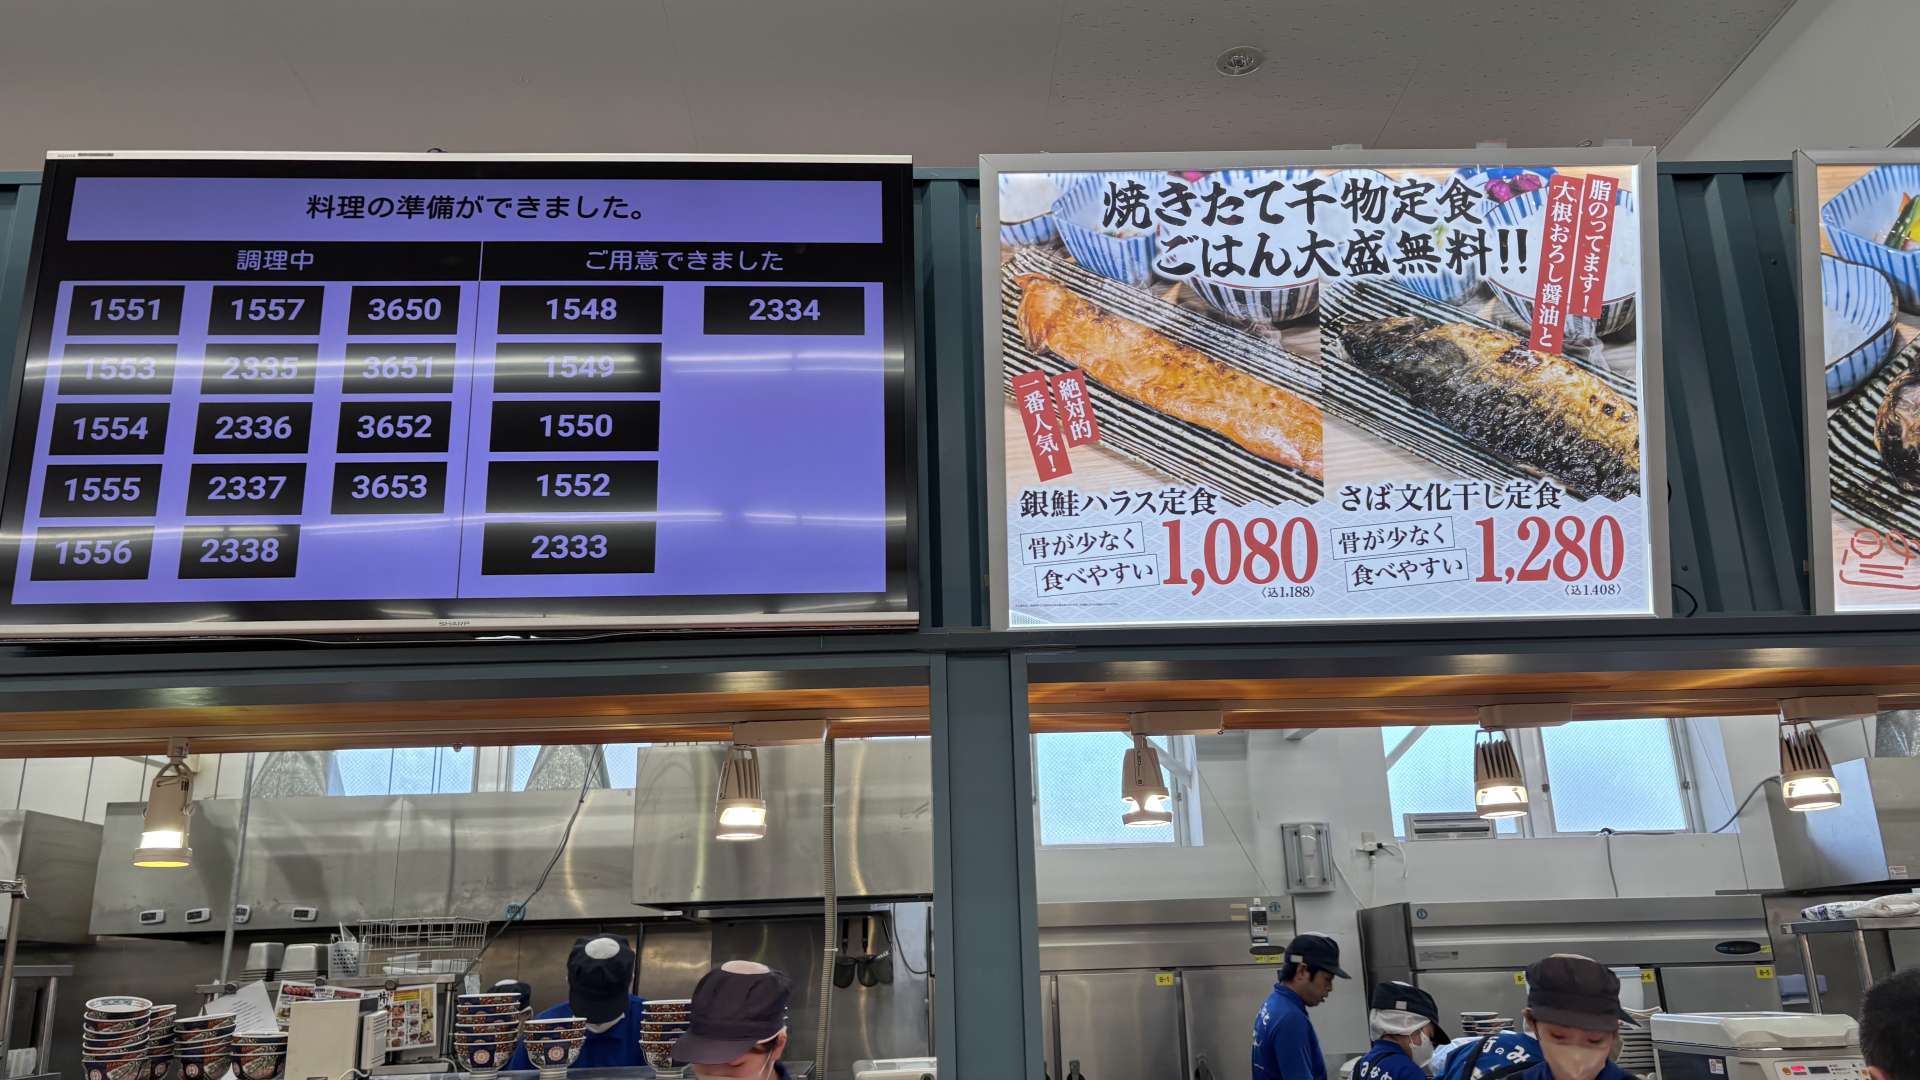 料理の準備ができました。
調理中
ご用意できました
1551 1557 3650 1548 2334
1553 2335 3651 1549
1554 2336 3652 1550
1555 2337 3653 1552
1556 2338 2333
SHARP
焼きたて干物定食
ごはん大盛無料!!
脂のってます!
大根おろし醤油と
絶対的
一番人気!
銀鮭ハラス定食
骨が少なく
食べやすい
1,080
〈込1,188〉
さば文化干し定食
骨が少なく
食べやすい
1,280
〈込1,408〉